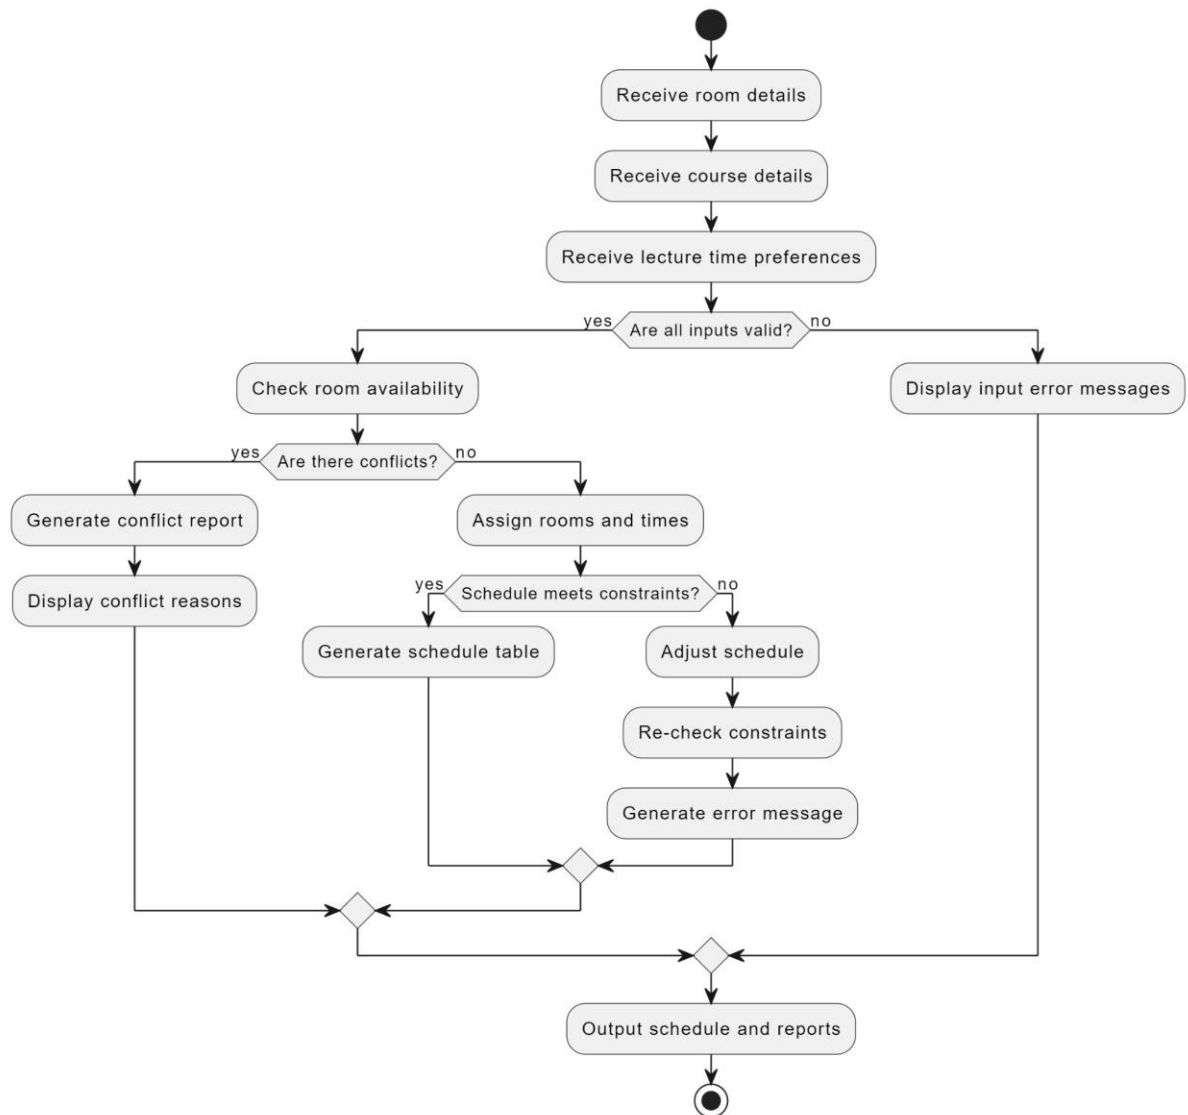 Receive room details
Receive course details
Receive lecture time preferences
yes
Are all inputs valid?
no
Check room availability
Display input error messages
yes
Are there conflicts?
no
Generate conflict report
Assign rooms and times
Display conflict reasons
yes
Schedule meets constraints?
no
Generate schedule table
Adjust schedule
Re-check constraints
Generate error message
Output schedule and reports